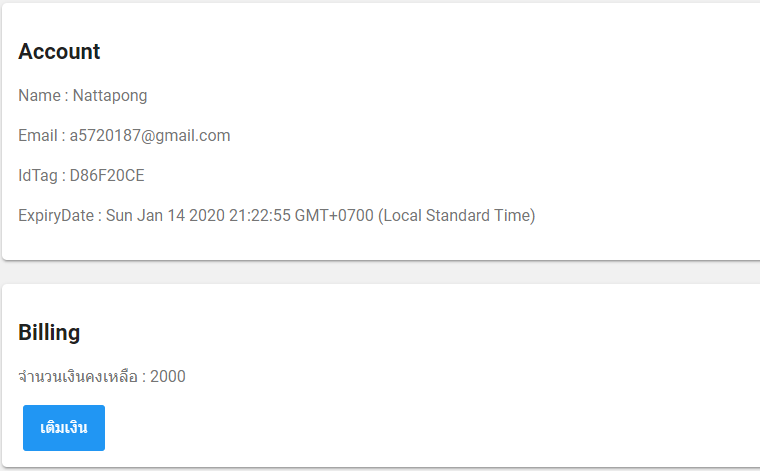 Account
Name : Nattapong
Email : a5720187@gmail.com
IdTag : D86F20CE
ExpiryDate : Sun Jan 14 2020 21:22:55 GMT+0700 (Local Standard Time)
Billing
จำนวนเงินคงเหลือ : 2000
เติมเงิน